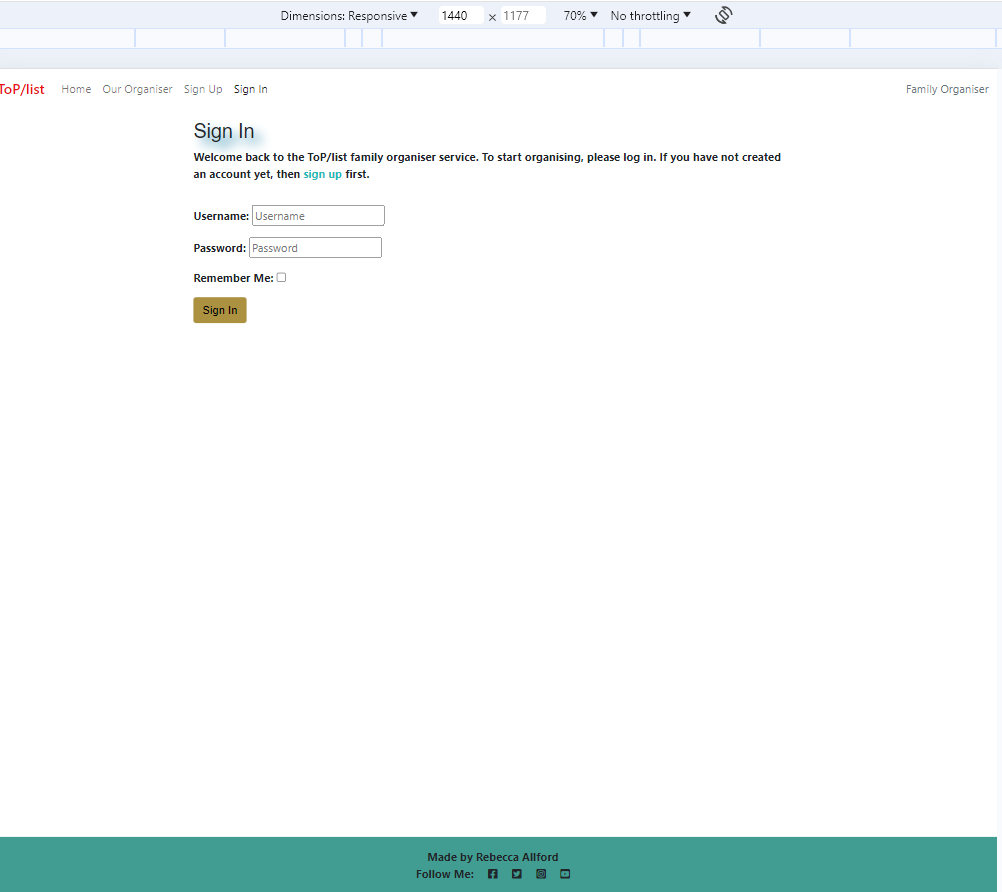 Dimensions: Responsive 1440 x 1177 70% No throttling
ToP/list Home Our Organiser Sign Up Sign In Family Organiser
Sign In
Welcome back to the ToP/list family organiser service. To start organising, please log in. If you have not created
an account yet, then sign up first.
Username: Username
Password: Password
Remember Me:
Sign In
Made by Rebecca Allford
Follow Me: